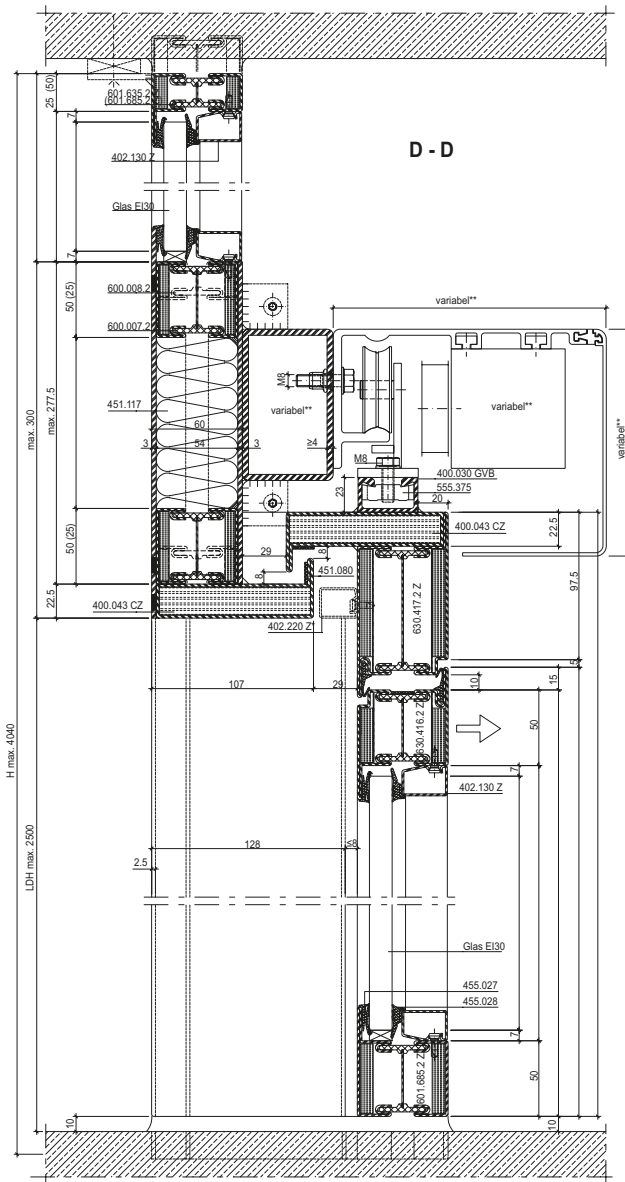 D - D
25 (50)
601.635.2
(601.685.2)
7
402.130 Z
Glas EI30
7
600.008.2
50 (25)
600.007.2
variabel**
max. 300
max. 277.5
451.117
M8
variabel**
variabel**
variabel**
60
3
54
3
≥4
M8
400.030 GVB
555.375
23
20
400.043 CZ
22.5
50 (25)
29
8
8
451.080
97.5
22.5
400.043 CZ
402.220 Z*
630.417.2 Z
5
15
10
107
29
630.416.2 Z
50
7
402.130 Z
H max. 4040
LDH max. 2500
128
≤8
2.5
Glas EI30
455.027
455.028
7
601.685.2 Z
50
10
10